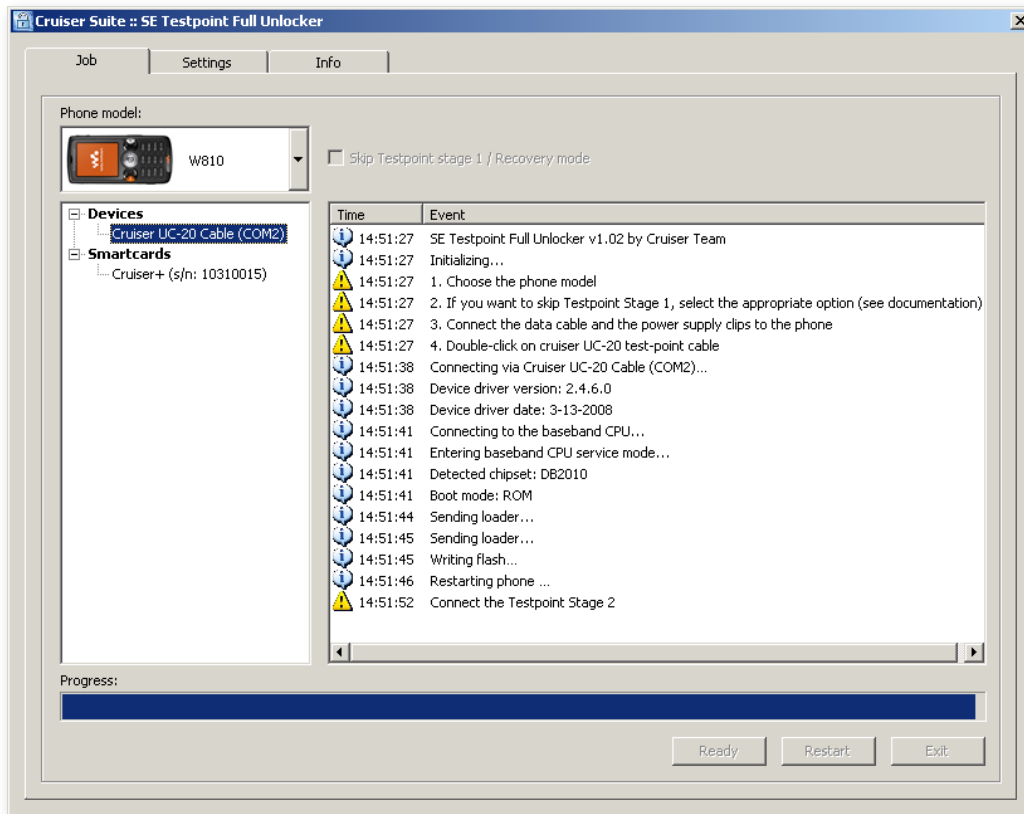 Cruiser Suite :: SE Testpoint Full Unlocker
Job Settings Info
Phone model:
W810
Skip Testpoint stage 1 / Recovery mode
Devices
Cruiser UC-20 Cable (COM2)
Smartcards
Cruiser+ (s/n: 10310015)
Time Event
14:51:27 SE Testpoint Full Unlocker v1.02 by Cruiser Team
14:51:27 Initializing...
14:51:27 1. Choose the phone model
14:51:27 2. If you want to skip Testpoint Stage 1, select the appropriate option (see documentation)
14:51:27 3. Connect the data cable and the power supply clips to the phone
14:51:27 4. Double-click on cruiser UC-20 test-point cable
14:51:38 Connecting via Cruiser UC-20 Cable (COM2)...
14:51:38 Device driver version: 2.4.6.0
14:51:38 Device driver date: 3-13-2008
14:51:41 Connecting to the baseband CPU...
14:51:41 Entering baseband CPU service mode...
14:51:41 Detected chipset: DB2010
14:51:41 Boot mode: ROM
14:51:44 Sending loader...
14:51:45 Sending loader...
14:51:45 Writing flash...
14:51:46 Restarting phone ...
14:51:52 Connect the Testpoint Stage 2
Progress:
Ready Restart Exit